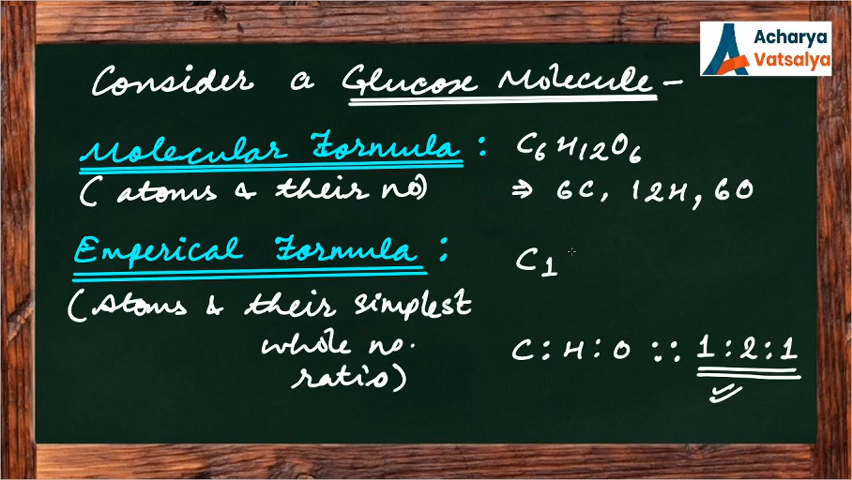 Acharya
Vatsalya
Consider a Glucose Molecule -
Molecular Formula : C₆H₁₂O₆
(atoms & their no) ⇒ 6C, 12H, 6O
Emperical Formula : C₁
(Atoms & their simplest
whole no.
ratio)
C : H : O :: 1 : 2 : 1